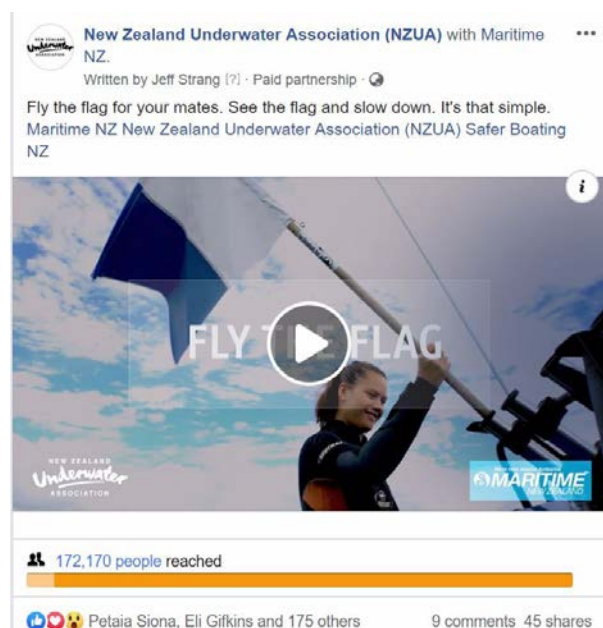 New Zealand Underwater Association (NZUA) with Maritime
NZ.
Written by Jeff Strang [?] · Paid partnership ·
Fly the flag for your mates. See the flag and slow down. It's that simple.
Maritime NZ New Zealand Underwater Association (NZUA) Safer Boating
NZ
FLY THE FLAG
NEW ZEALAND
Underwater
ASSOCIATION
MARITIME
NEW ZEALAND
172,170 people reached
Petaia Siona, Eli Gifkins and 175 others 9 comments 45 shares